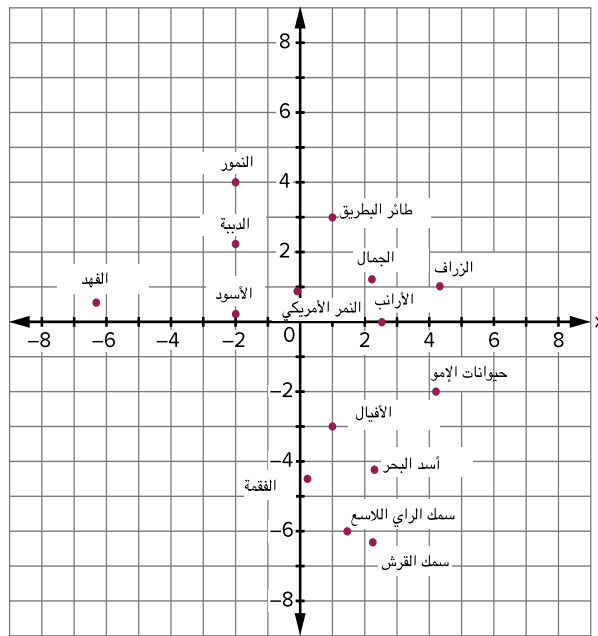 8
6
النمور
4
طائر البطريق
الدببة
2
الجمال
الزراف
الفهد
الأسود
النمر الأمريكي
الأرانب
x
−8
−6
−4
−2
0
2
4
6
8
حيوانات الإمو
−2
الأفيال
−4
أسد البحر
الفقمة
سمك الراي اللاسع
−6
سمك القرش
−8